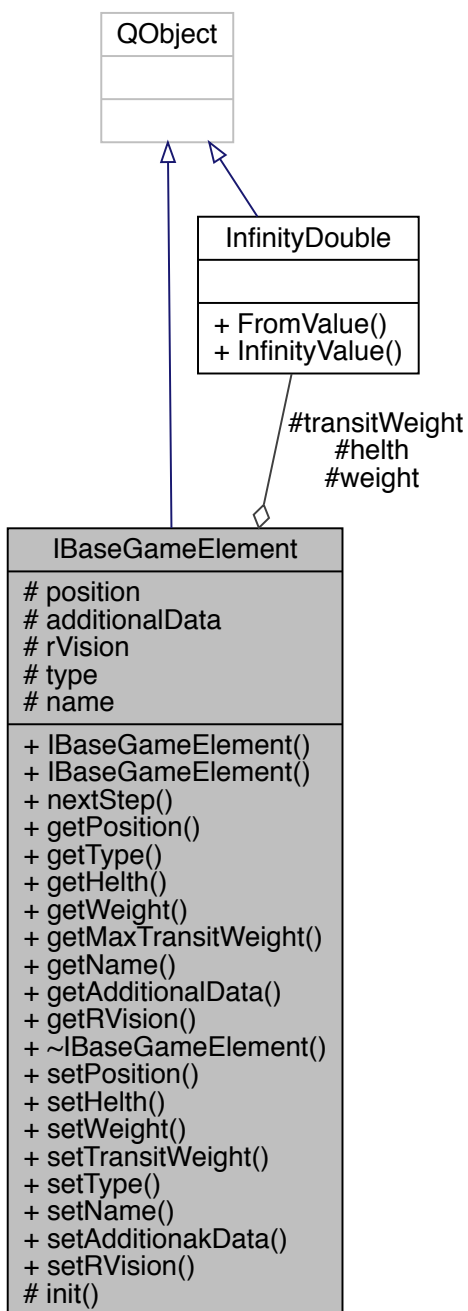 QObject
InfinityDouble
+ FromValue()
+ InfinityValue()
#transitWeight
#helth
#weight
IBaseGameElement
# position
# additionalData
# rVision
# type
# name
+ IBaseGameElement()
+ IBaseGameElement()
+ nextStep()
+ getPosition()
+ getType()
+ getHelth()
+ getWeight()
+ getMaxTransitWeight()
+ getName()
+ getAdditionalData()
+ getRVision()
+ ~IBaseGameElement()
+ setPosition()
+ setHelth()
+ setWeight()
+ setTransitWeight()
+ setType()
+ setName()
+ setAdditionakData()
+ setRVision()
# init()